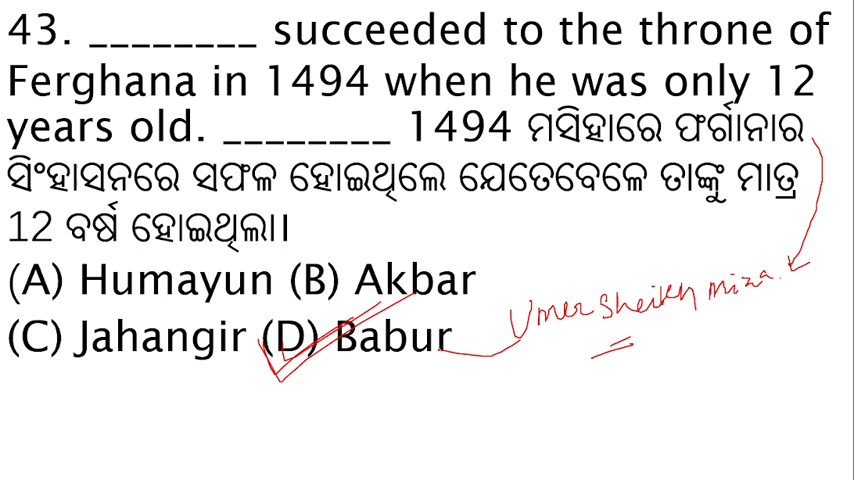 43. ________ succeeded to the throne of
Ferghana in 1494 when he was only 12
years old. ________ 1494 ମସିହାରେ ଫର୍ଗାନାର
ସିଂହାସନରେ ସଫଳ ହୋଇଥିଲେ ଯେତେବେଳେ ତାଙ୍କୁ ମାତ୍ର
12 ବର୍ଷ ହୋଇଥିଲା।
(A) Humayun (B) Akbar
(C) Jahangir (D) Babur
Umer Sheikh miza.